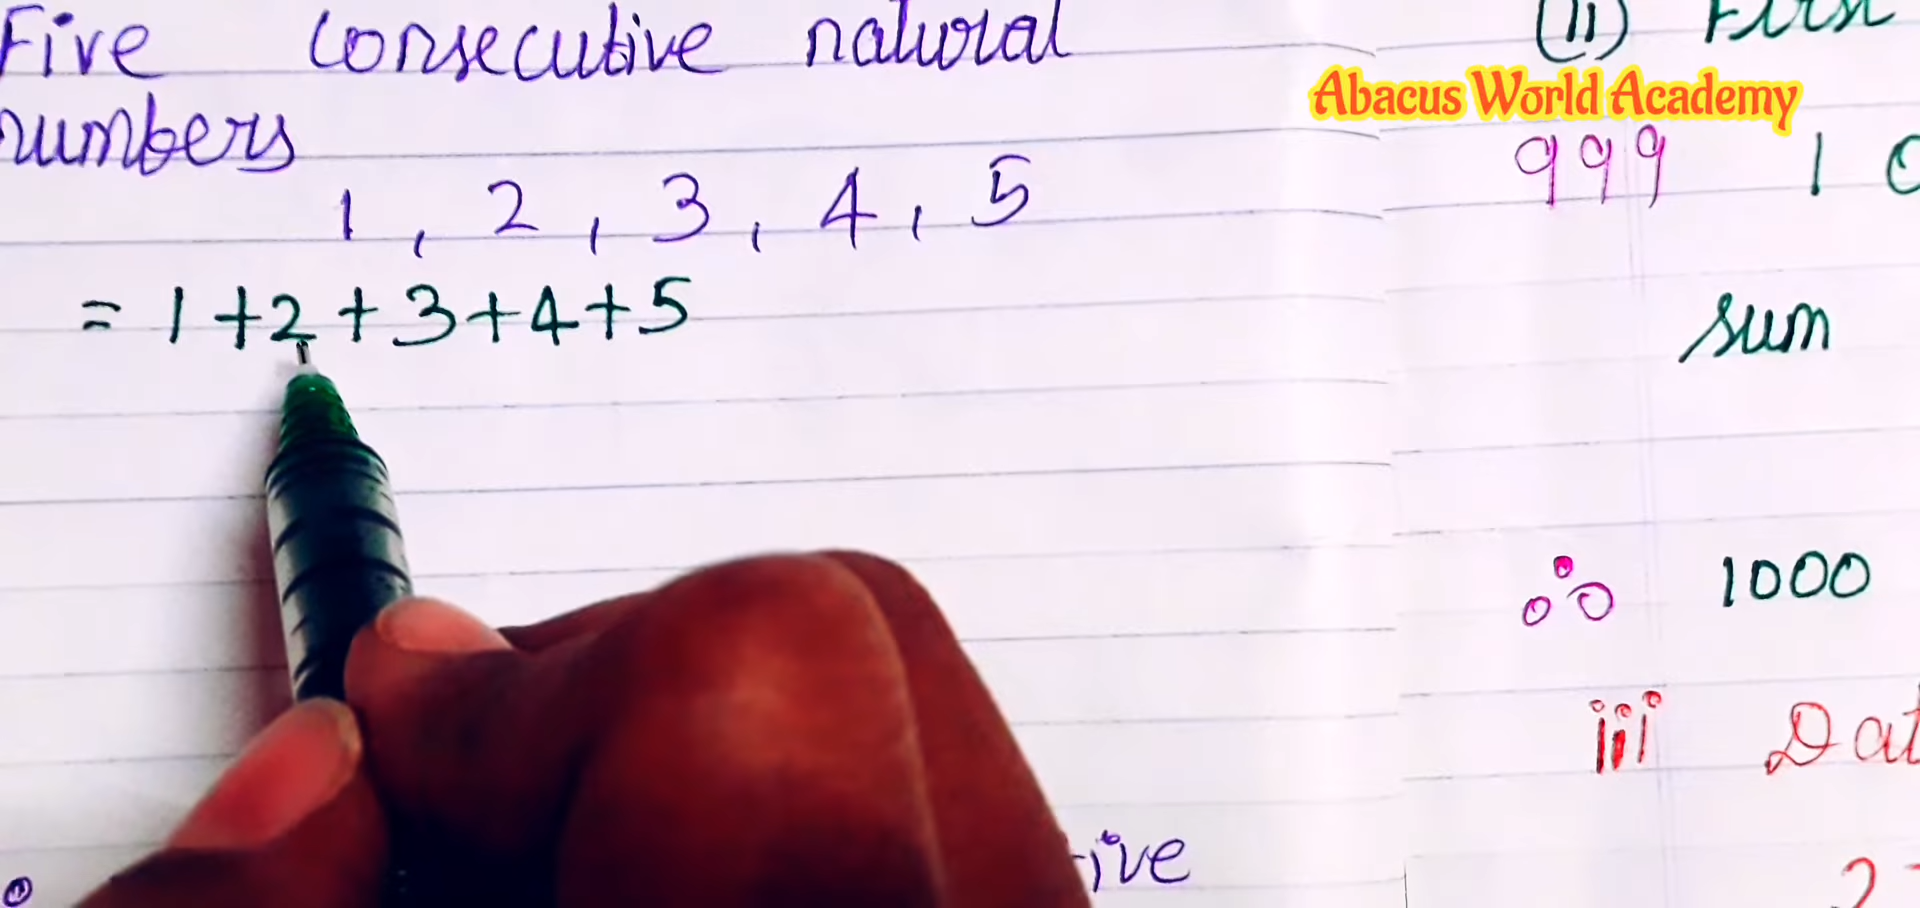 Five consecutive natural
numbers
1 , 2 , 3 , 4 , 5
= 1 + 2 + 3 + 4 + 5
(ii)
Abacus World Academy
999 1 0
sum
∴ 1000
iii